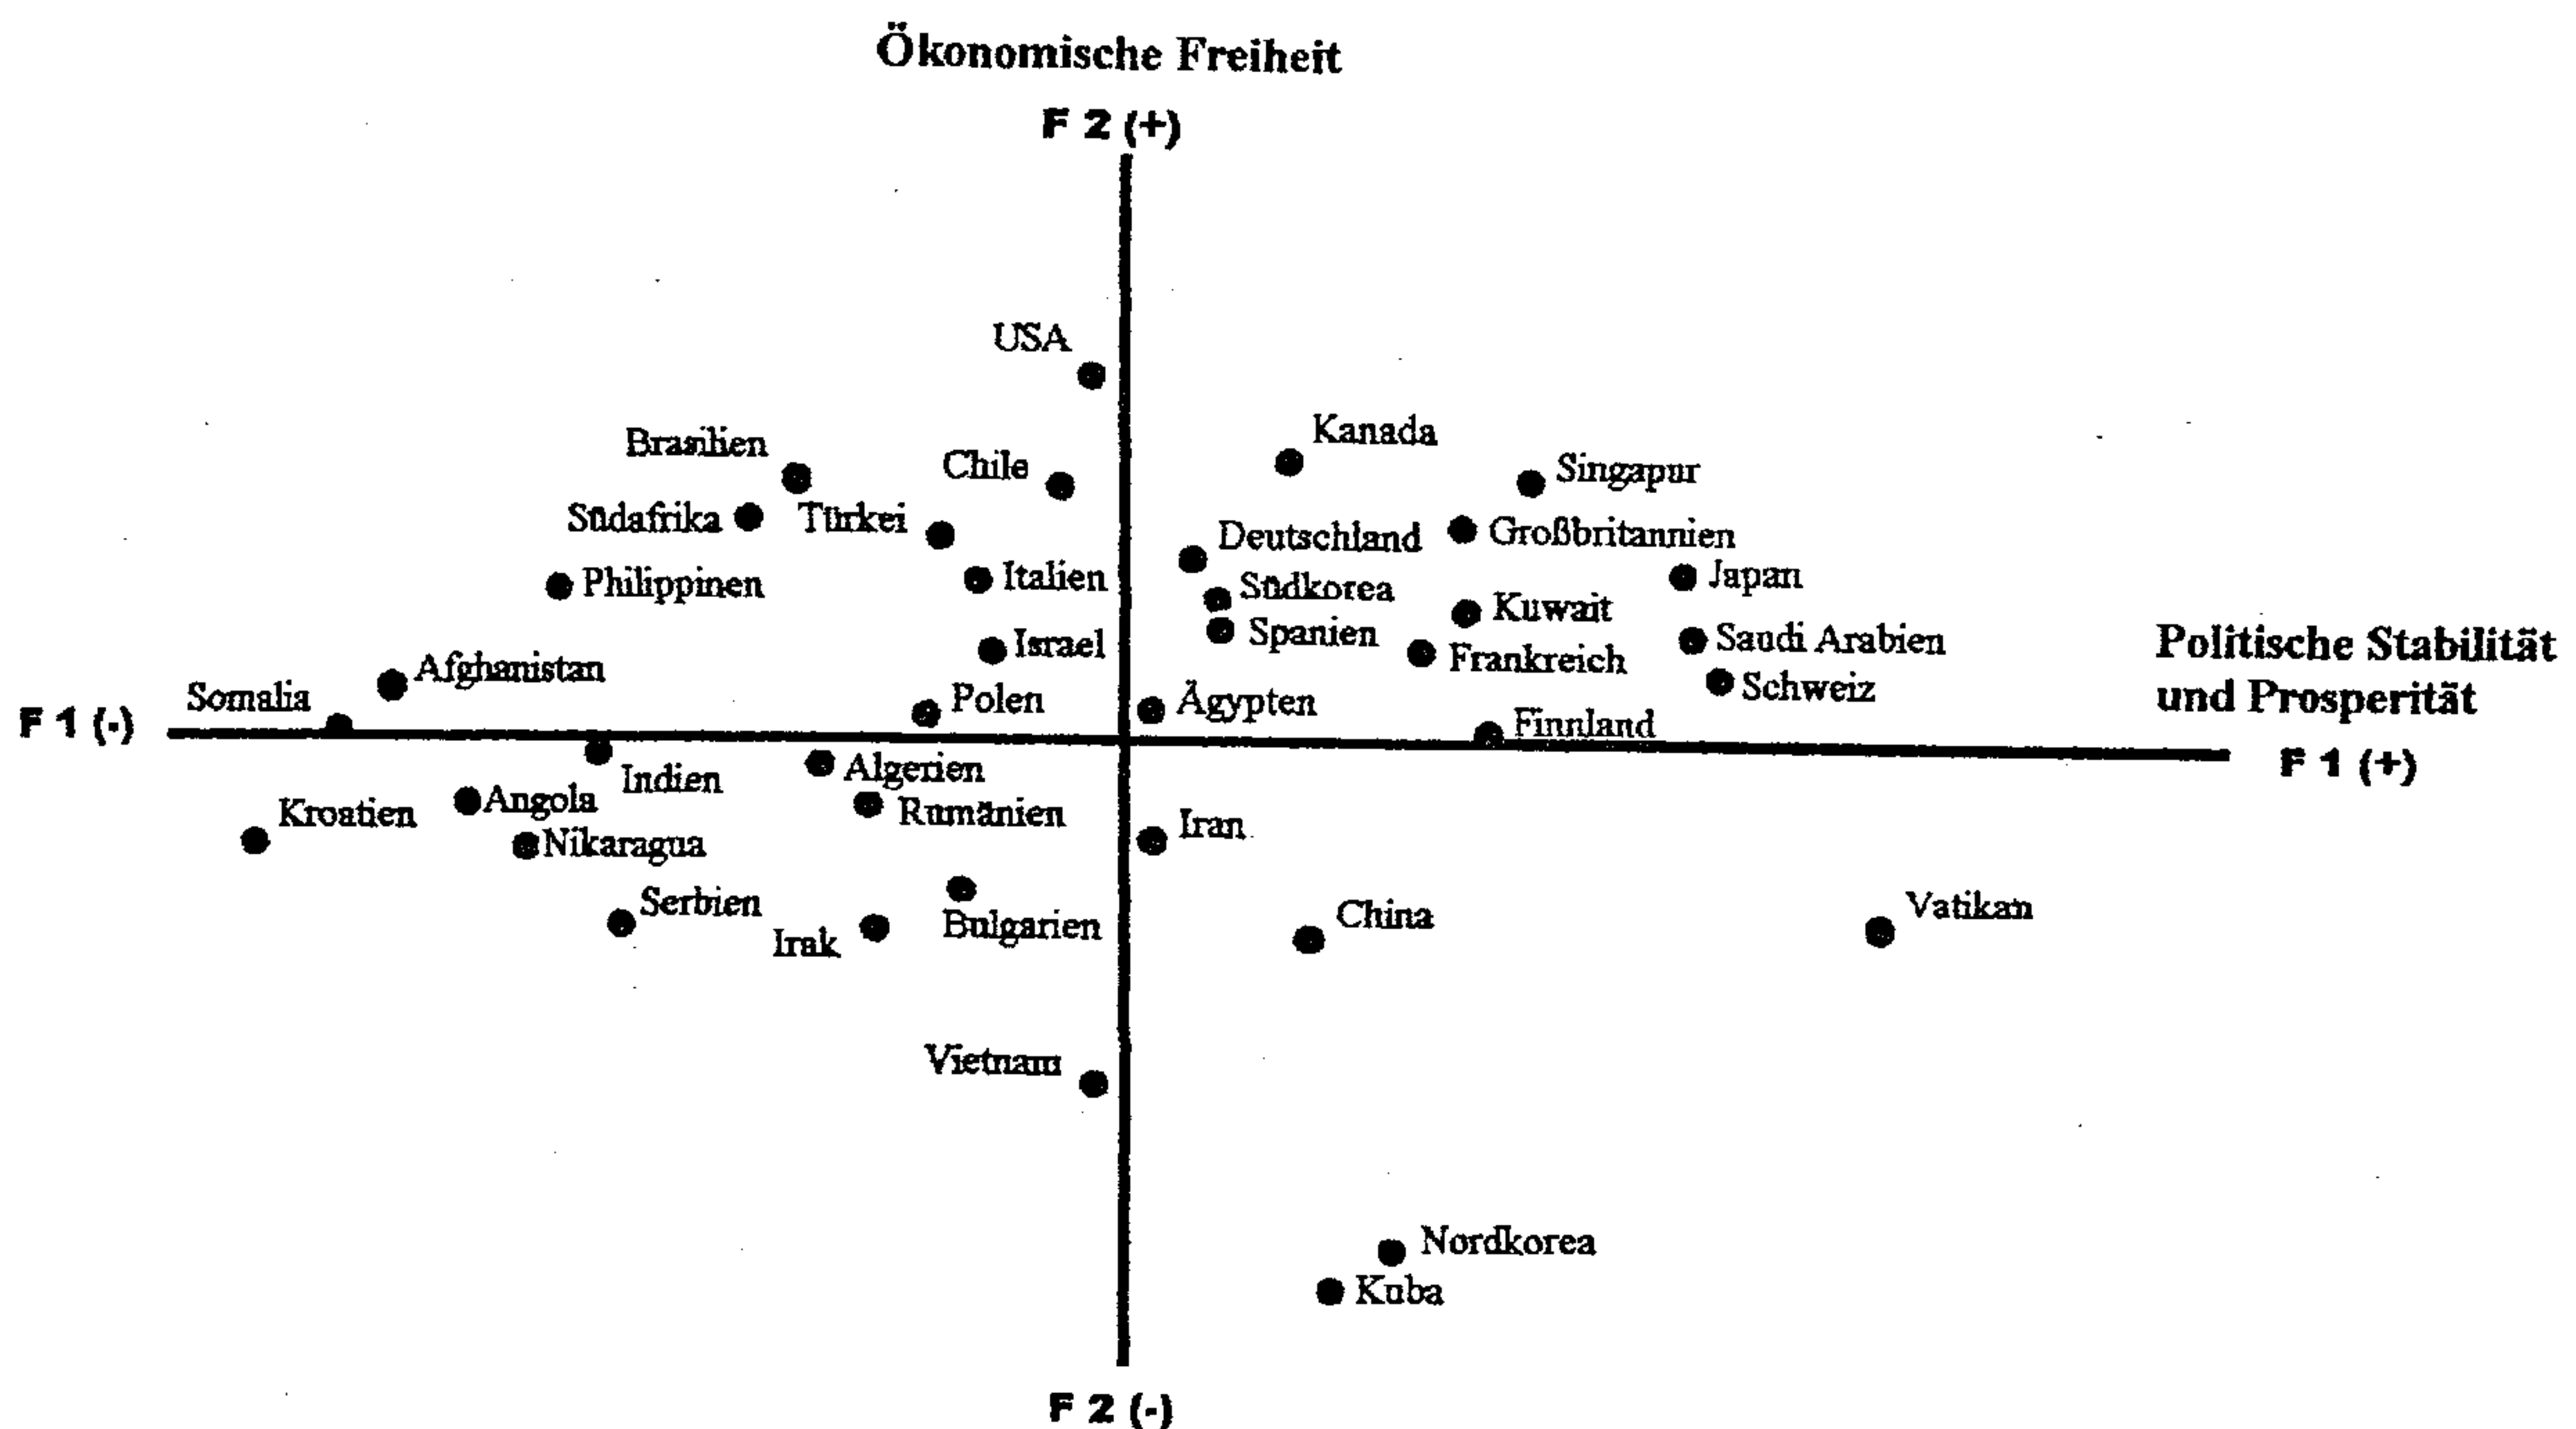 Ökonomische Freiheit
F 2 (+)
USA
Kanada
Brasilien
Chile
Singapur
Südafrika
Türkei
Deutschland
Großbritannien
Philippinen
Italien
Südkorea
Japan
Kuwait
Spanien
Israel
Saudi Arabien
Frankreich
Politische Stabilität
und Prosperität
Afghanistan
Schweiz
Somalia
Polen
Ägypten
Finnland
F 1 (-)
F 1 (+)
Indien
Algerien
Angola
Rumänien
Kroatien
Iran
Nikaragua
Serbien
Vatikan
China
Bulgarien
Irak
Vietnam
Nordkorea
Kuba
F 2 (-)